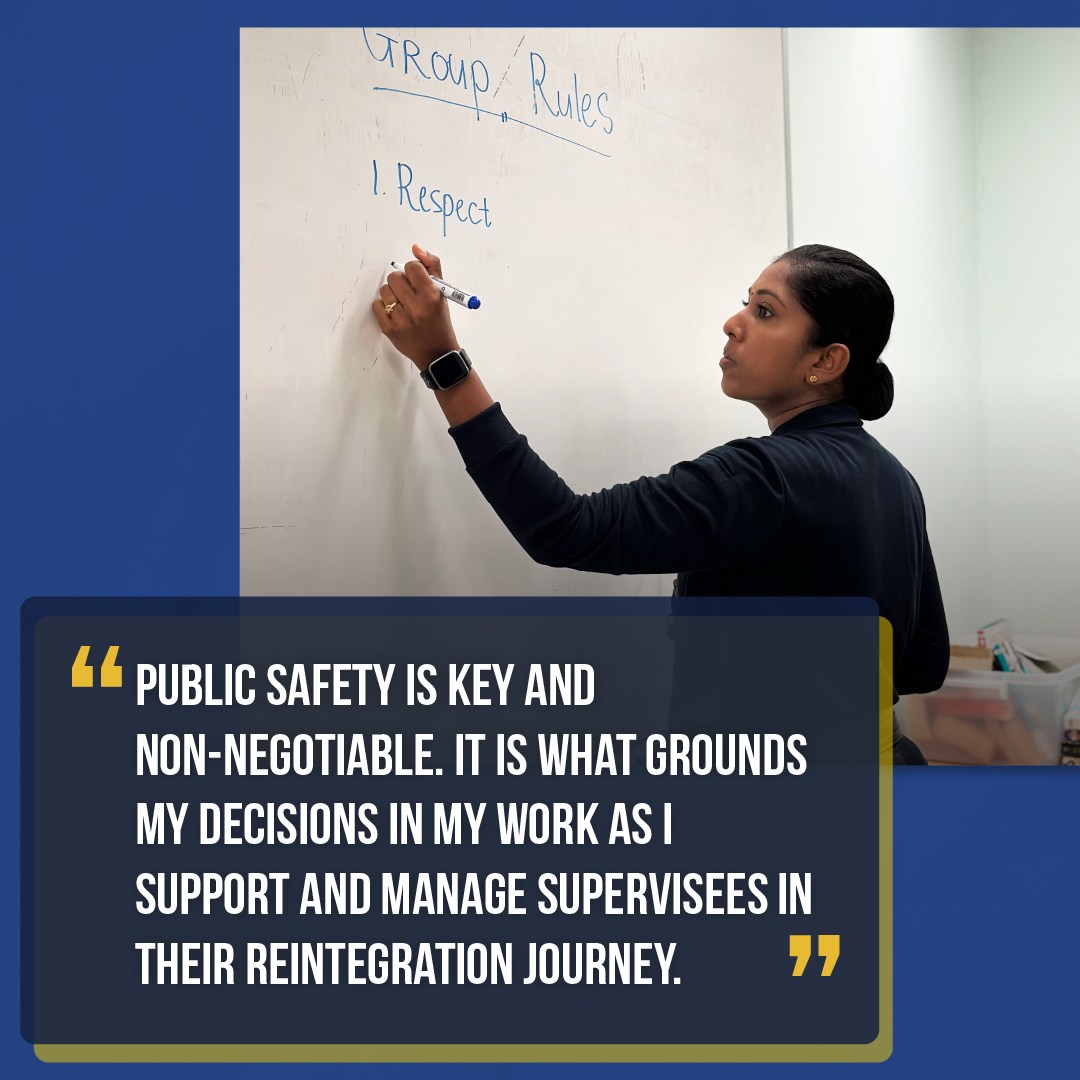 Group Rules
1. Respect
“PUBLIC SAFETY IS KEY AND
NON-NEGOTIABLE. IT IS WHAT GROUNDS
MY DECISIONS IN MY WORK AS I
SUPPORT AND MANAGE SUPERVISEES IN
THEIR REINTEGRATION JOURNEY.”